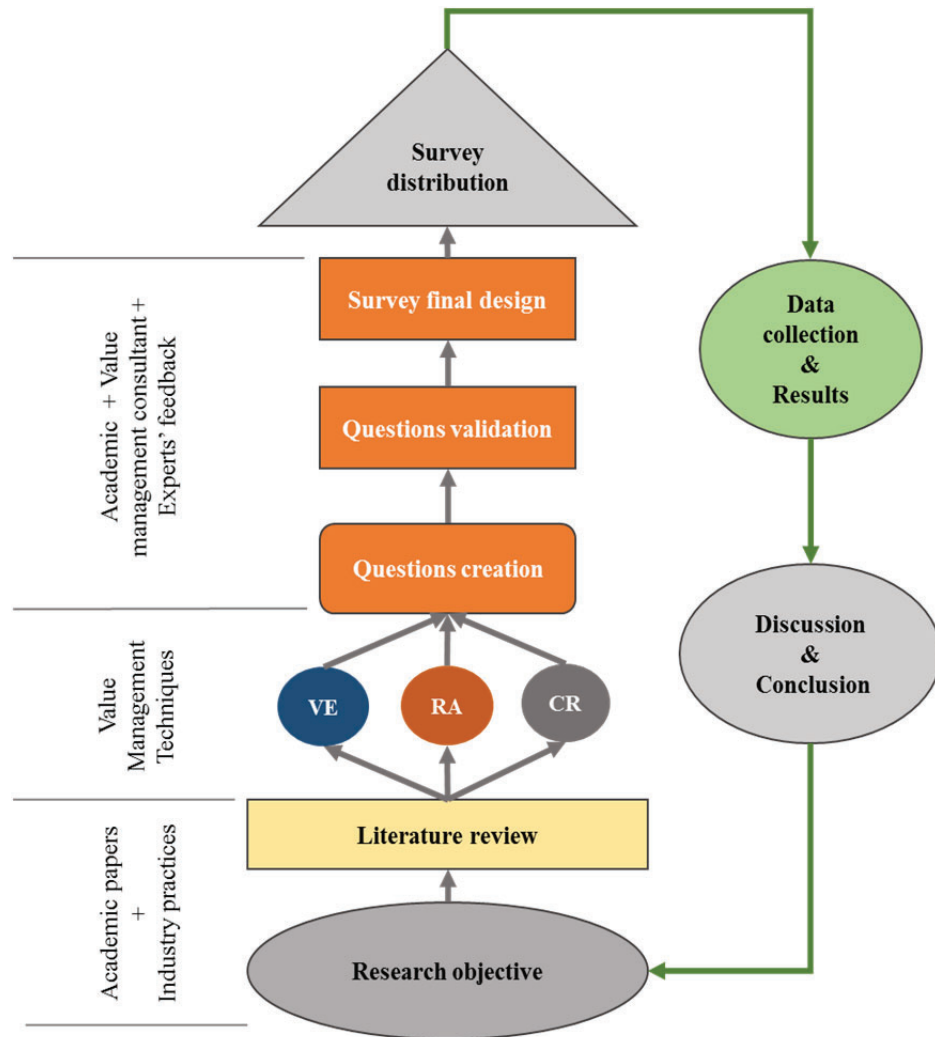 Survey
distribution
Survey final design
Questions validation
Questions creation
VE
RA
CR
Literature review
Research objective
Data
collection
&
Results
Discussion
&
Conclusion
Academic + Value
management consultant +
Experts’ feedback
Value
Management
Techniques
Academic papers
+
Industry practices